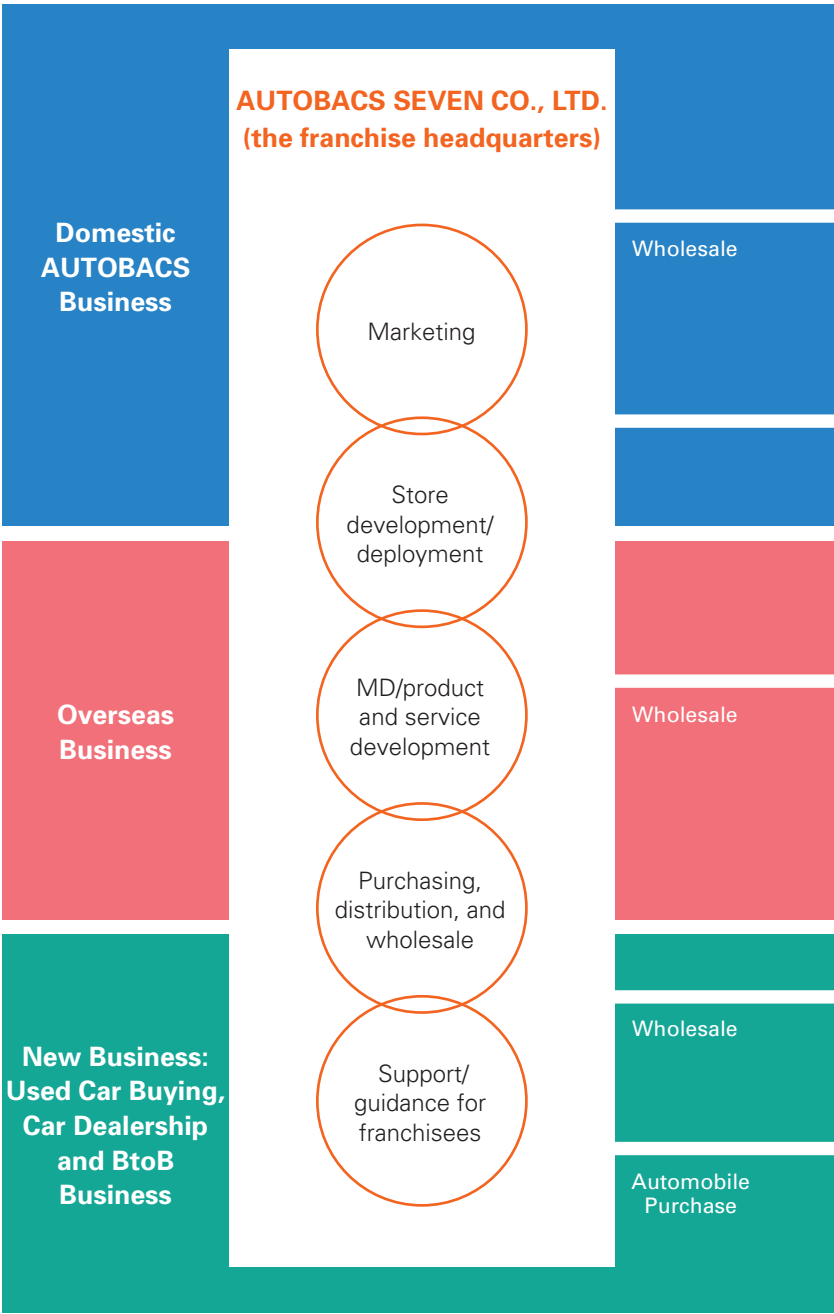 AUTOBACS SEVEN CO., LTD.
(the franchise headquarters)
Domestic
AUTOBACS
Business
Wholesale
Marketing
Store
development/
deployment
MD/product
and service
development
Overseas
Business
Wholesale
Purchasing,
distribution, and
wholesale
New Business:
Used Car Buying,
Car Dealership
and BtoB
Business
Wholesale
Support/
guidance for
franchisees
Automobile
Purchase